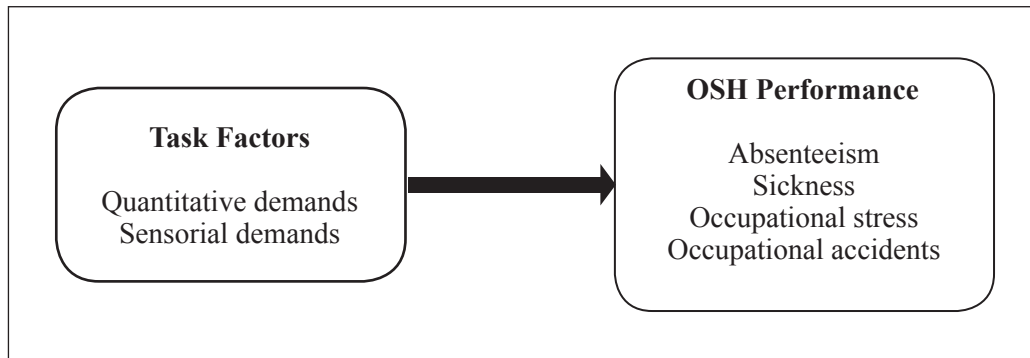 Task Factors
Quantitative demands
Sensorial demands
OSH Performance
Absenteeism
Sickness
Occupational stress
Occupational accidents